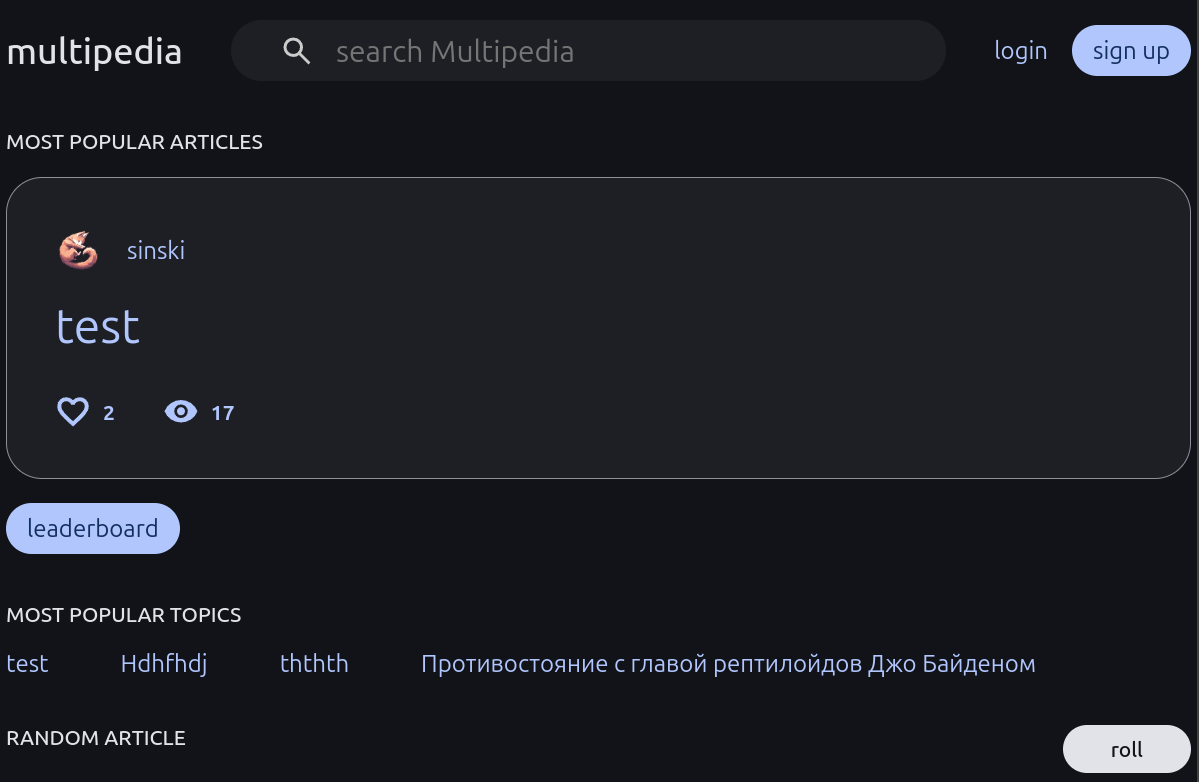 multipedia
search Multipedia
login
sign up
MOST POPULAR ARTICLES
sinski
test
2
17
leaderboard
MOST POPULAR TOPICS
test
Hdhfhdj
ththth
Противостояние с главой рептилойдов Джо Байденом
RANDOM ARTICLE
roll